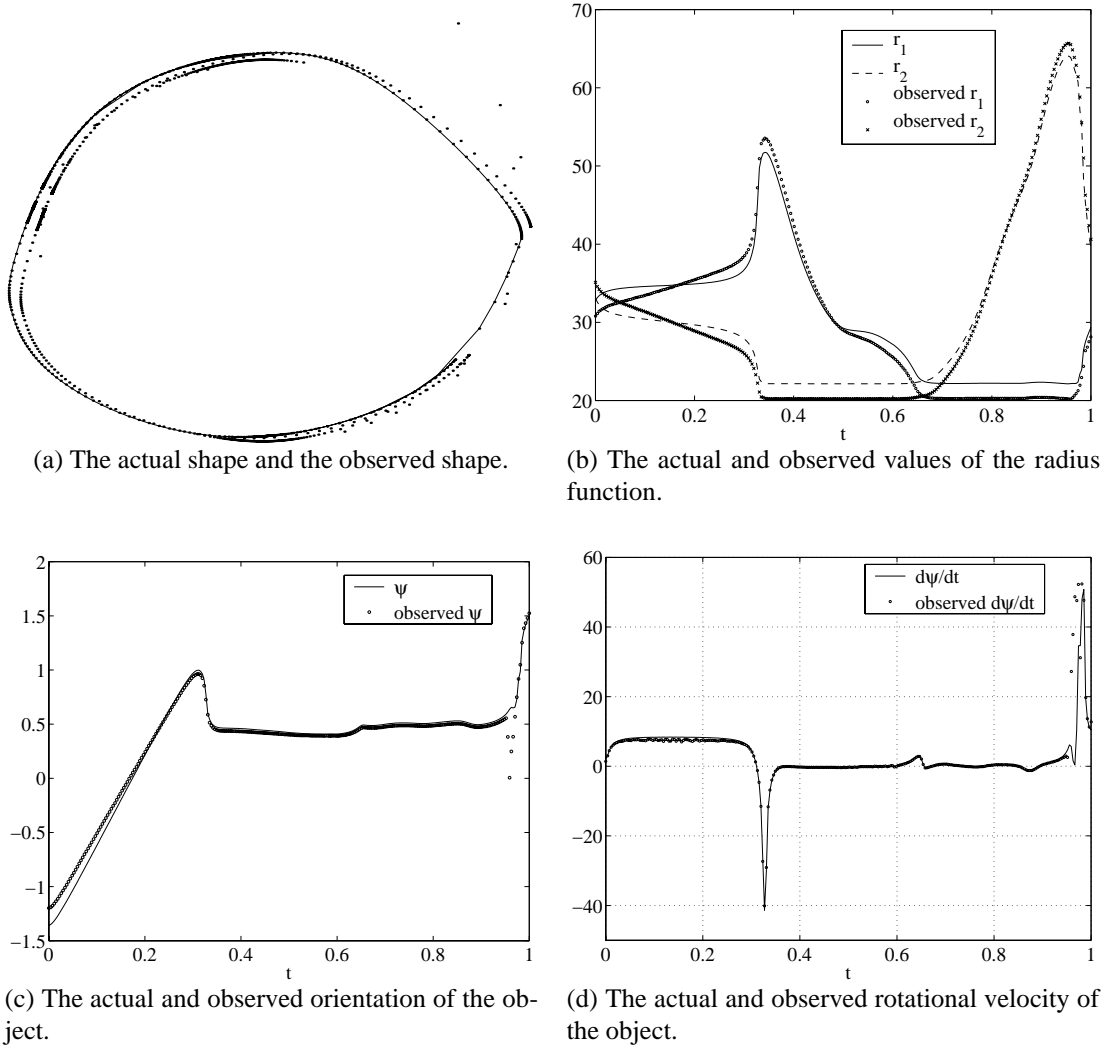 70
60
50
40
30
20
0
0.2
0.4
0.6
0.8
1
t
r1
r2
observed r1
observed r2
(a) The actual shape and the observed shape.
(b) The actual and observed values of the radius
function.
2
1.5
1
0.5
0
−0.5
−1
−1.5
0
0.2
0.4
0.6
0.8
1
t
ψ
observed ψ
60
40
20
0
−20
−40
0
0.2
0.4
0.6
0.8
1
t
dψ/dt
observed dψ/dt
(c) The actual and observed orientation of the ob-
ject.
(d) The actual and observed rotational velocity of
the object.